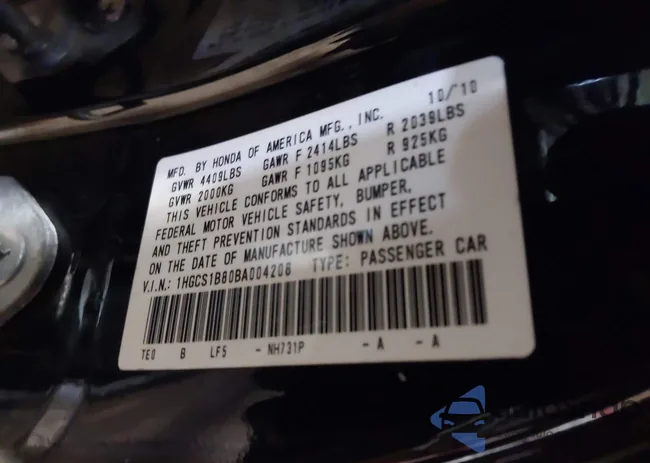 MFD. BY HONDA OF AMERICA MFG., INC. 10/'10
GVWR 4409LBS GAWR F 2414LBS R 2039LBS
GVWR 2000KG GAWR F 1095KG R 925KG
THIS VEHICLE CONFORMS TO ALL APPLICABLE
FEDERAL MOTOR VEHICLE SAFETY, BUMPER,
AND THEFT PREVENTION STANDARDS IN EFFECT
ON THE DATE OF MANUFACTURE SHOWN ABOVE.
V.I.N.: 1HGCS1B80BA004208 TYPE: PASSENGER CAR
TE0 B LF5 - NH731P - A - A